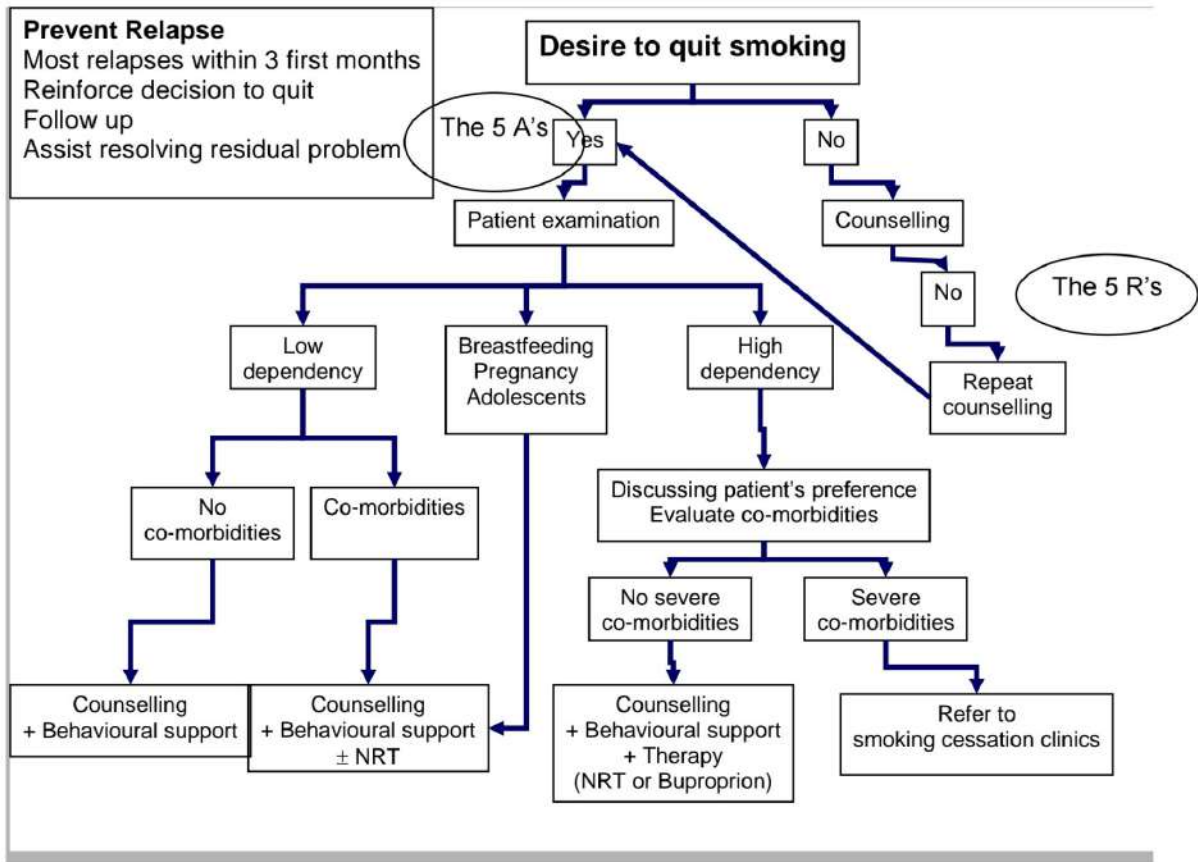 Prevent Relapse
Most relapses within 3 first months
Reinforce decision to quit
Follow up
Assist resolving residual problem
Desire to quit smoking
The 5 A's
Yes
No
Patient examination
Counselling
No
The 5 R's
Low
dependency
Breastfeeding
Pregnancy
Adolescents
High
dependency
Repeat
counselling
No
co-morbidities
Co-morbidities
Discussing patient's preference
Evaluate co-morbidities
No severe
co-morbidities
Severe
co-morbidities
Counselling
+ Behavioural support
Counselling
+ Behavioural support
± NRT
Counselling
+ Behavioural support
+ Therapy
(NRT or Buproprion)
Refer to
smoking cessation clinics